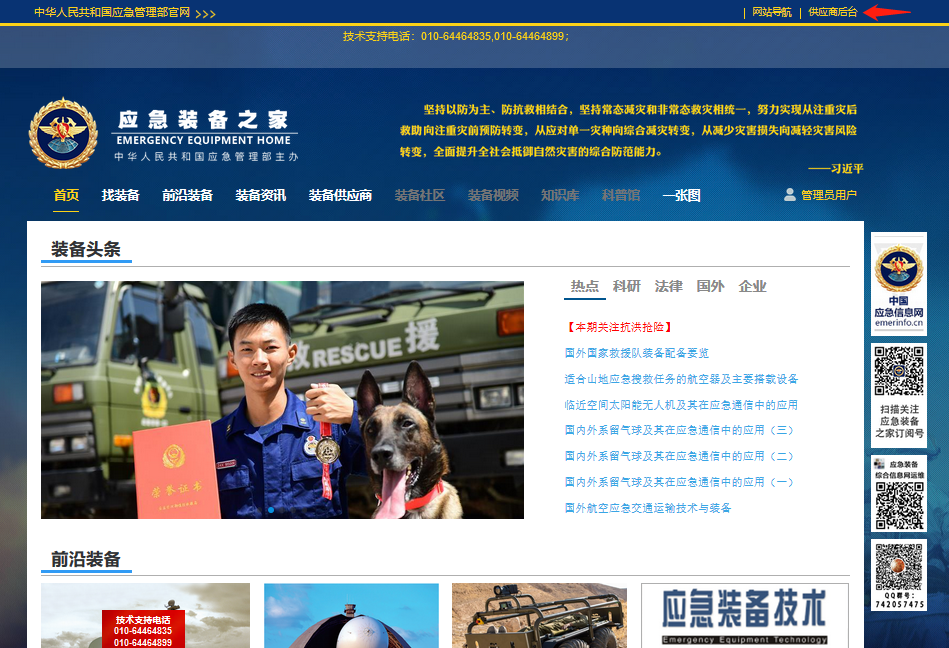 中华人民共和国应急管理部官网 >>>
| 网站导航 | 供应商后台
技术支持电话：010-64464835,010-64464899；
应急装备之家
EMERGENCY EQUIPMENT HOME
中华人民共和国应急管理部主办
坚持以防为主、防抗救相结合，坚持常态减灾和非常态救灾相统一，努力实现从注重灾后
救助向注重灾前预防转变，从应对单一灾种向综合减灾转变，从减少灾害损失向减轻灾害风险
转变，全面提升全社会抵御自然灾害的综合防范能力。
——习近平
首页 找装备 前沿装备 装备资讯 装备供应商 装备社区 装备视频 知识库 科普馆 一张图 管理员用户
装备头条
救援
RESCUE
荣誉证书
热点 科研 法律 国外 企业
【本期关注抗洪抢险】
国外国家救援队装备配备要览
适合山地应急搜救任务的航空器及主要搭载设备
临近空间太阳能无人机及其在应急通信中的应用
国内外系留气球及其在应急通信中的应用（三）
国内外系留气球及其在应急通信中的应用（二）
国内外系留气球及其在应急通信中的应用（一）
国外航空应急交通运输技术与装备
中国
应急信息网
emerinfo.cn
扫描关注
应急装备
之家订阅号
应急装备
综合信息网运维
QQ群号：
742057475
前沿装备
技术支持电话
010-64464835
010-64464899
应急装备技术
Emergency Equipment Technology